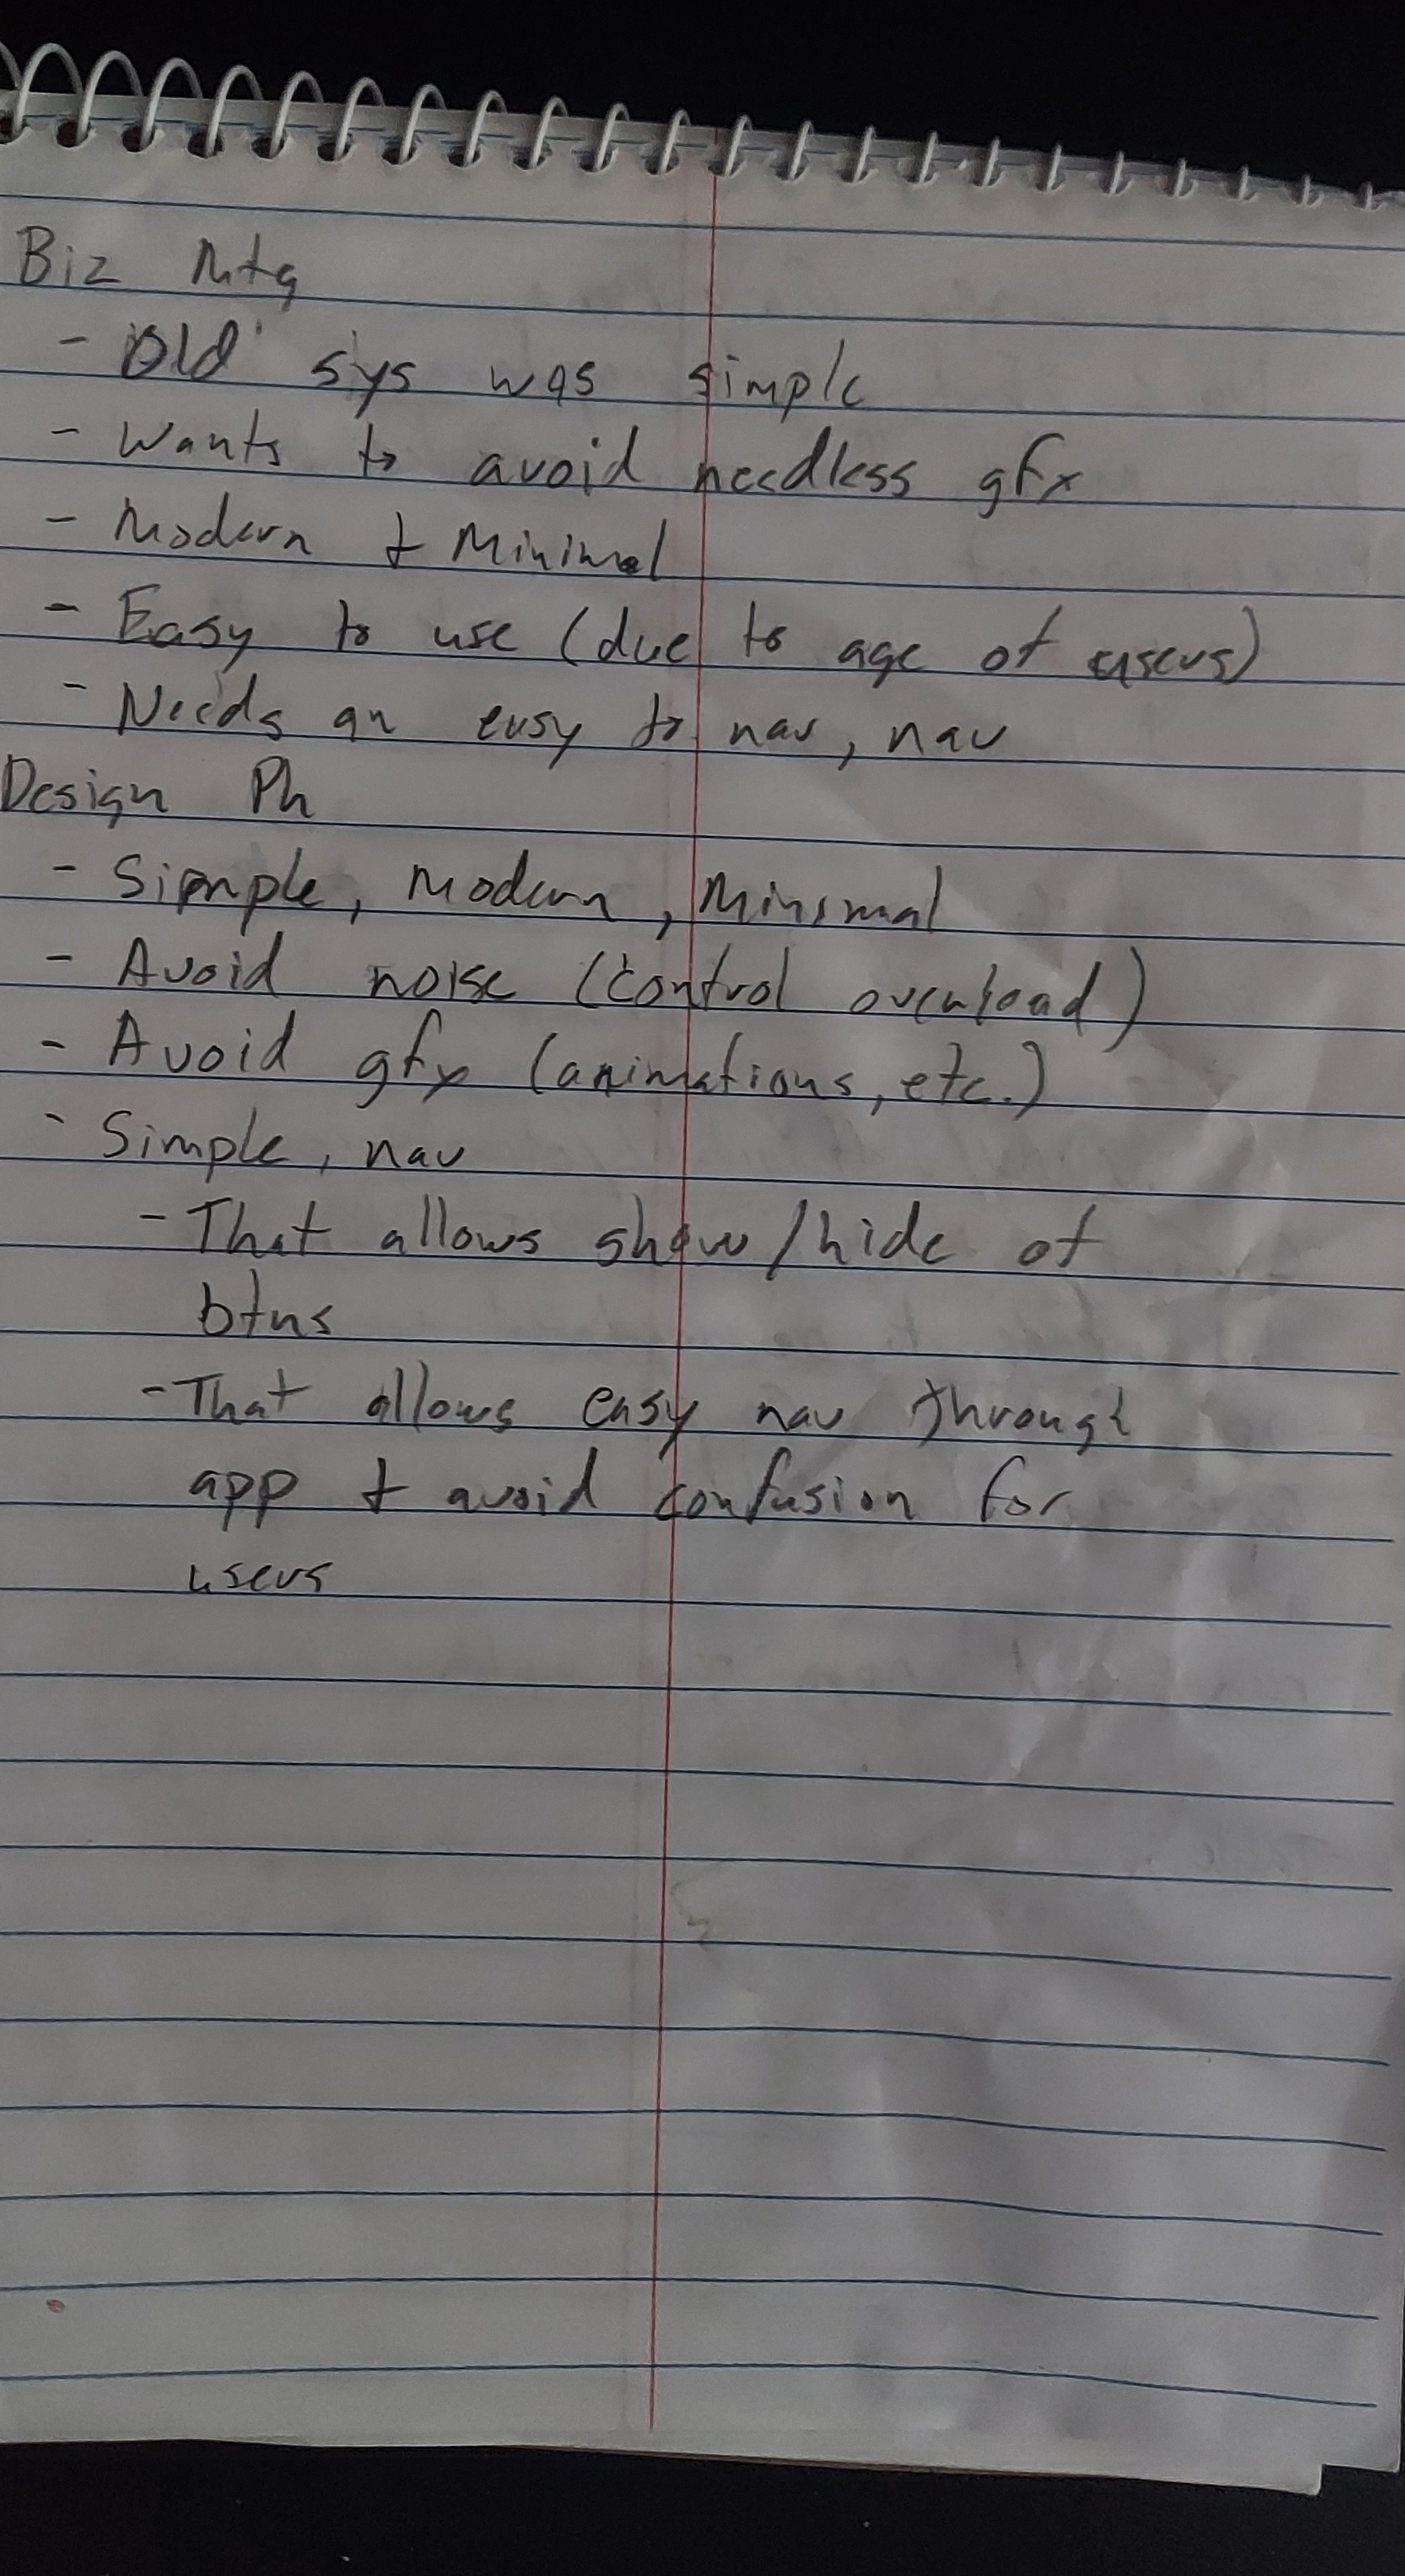 Biz Mtg
- Old sys was simple
- Wants to avoid needless gfx
- Modern & Minimal
- Easy to use (due to age of users)
- Needs an easy to nav, nav
Design Ph
- Simple, Modern, Minimal
- Avoid noise (control overload)
- Avoid gfx (animations, etc.)
- Simple, nav
- That allows show/hide of
btns
- That allows easy nav through
app & avoid confusion for
users